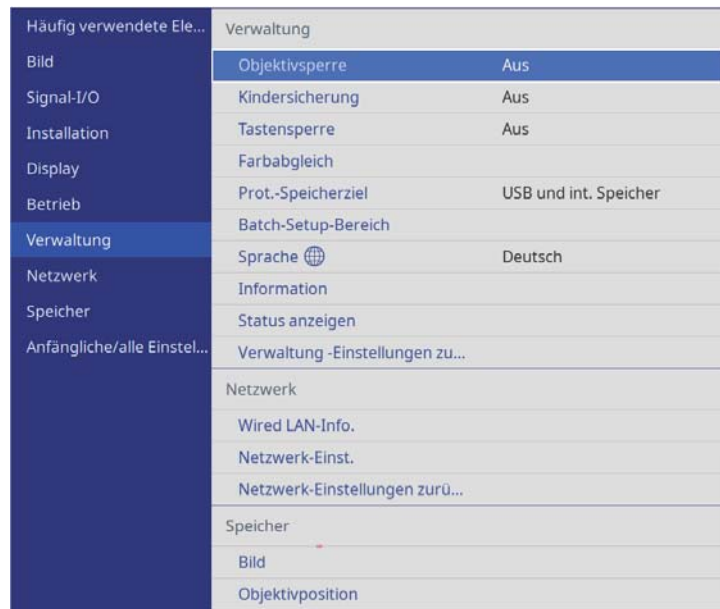 Häufig verwendete Ele...
Bild
Signal-I/O
Installation
Display
Betrieb
Verwaltung
Netzwerk
Speicher
Anfängliche/alle Einstel...
Verwaltung
Objektivsperre Aus
Kindersicherung Aus
Tastensperre Aus
Farbabgleich
Prot.-Speicherziel USB und int. Speicher
Batch-Setup-Bereich
Sprache Deutsch
Information
Status anzeigen
Verwaltung -Einstellungen zu...
Netzwerk
Wired LAN-Info.
Netzwerk-Einst.
Netzwerk-Einstellungen zurü...
Speicher
Bild
Objektivposition